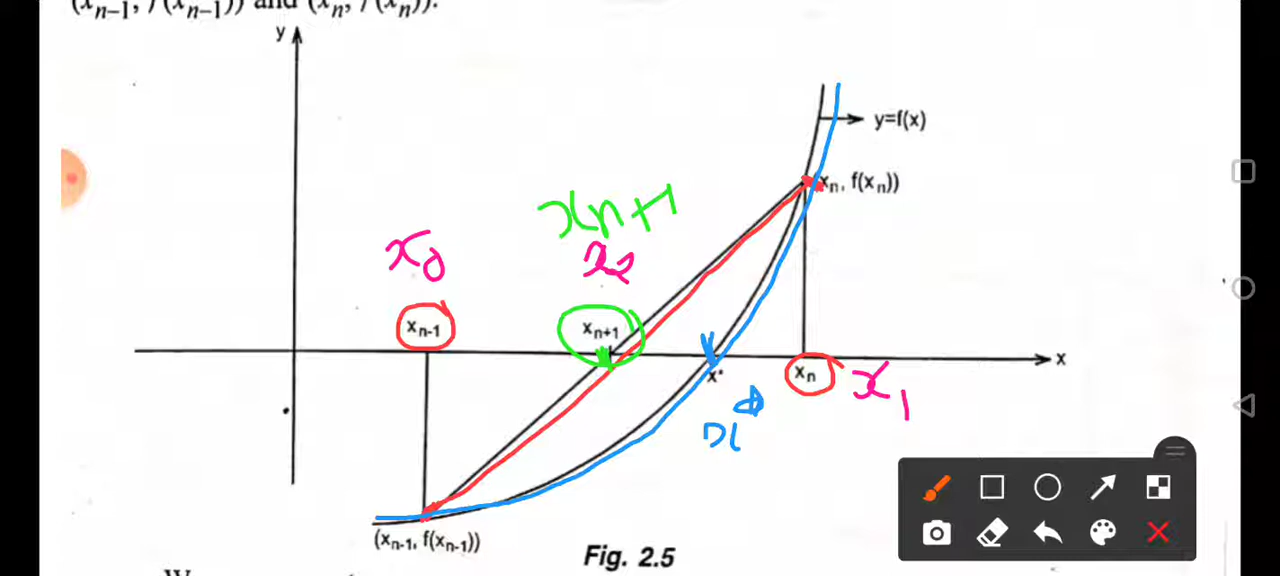 (xn−1, f(xn−1)) and (xn, f(xn)).
y
y=f(x)
xn, f(xn))
xn+1
x0
x2
xn-1
xn+1
x
x*
xn
x1
x*
(xn-1, f(xn-1))
Fig. 2.5